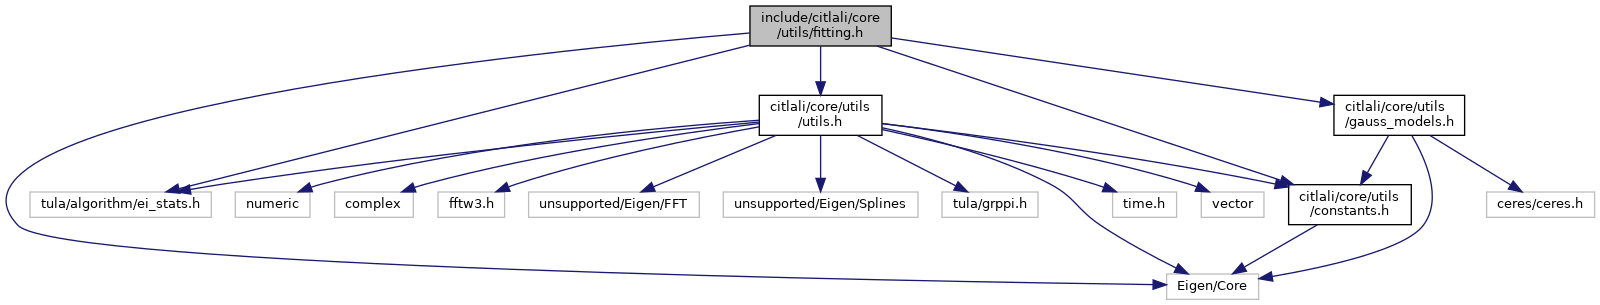 include/citlali/core
/utils/fitting.h
citlali/core/utils
/utils.h
citlali/core/utils
/gauss_models.h
tula/algorithm/ei_stats.h
numeric
complex
fftw3.h
unsupported/Eigen/FFT
unsupported/Eigen/Splines
tula/grppi.h
time.h
vector
citlali/core/utils
/constants.h
ceres/ceres.h
Eigen/Core